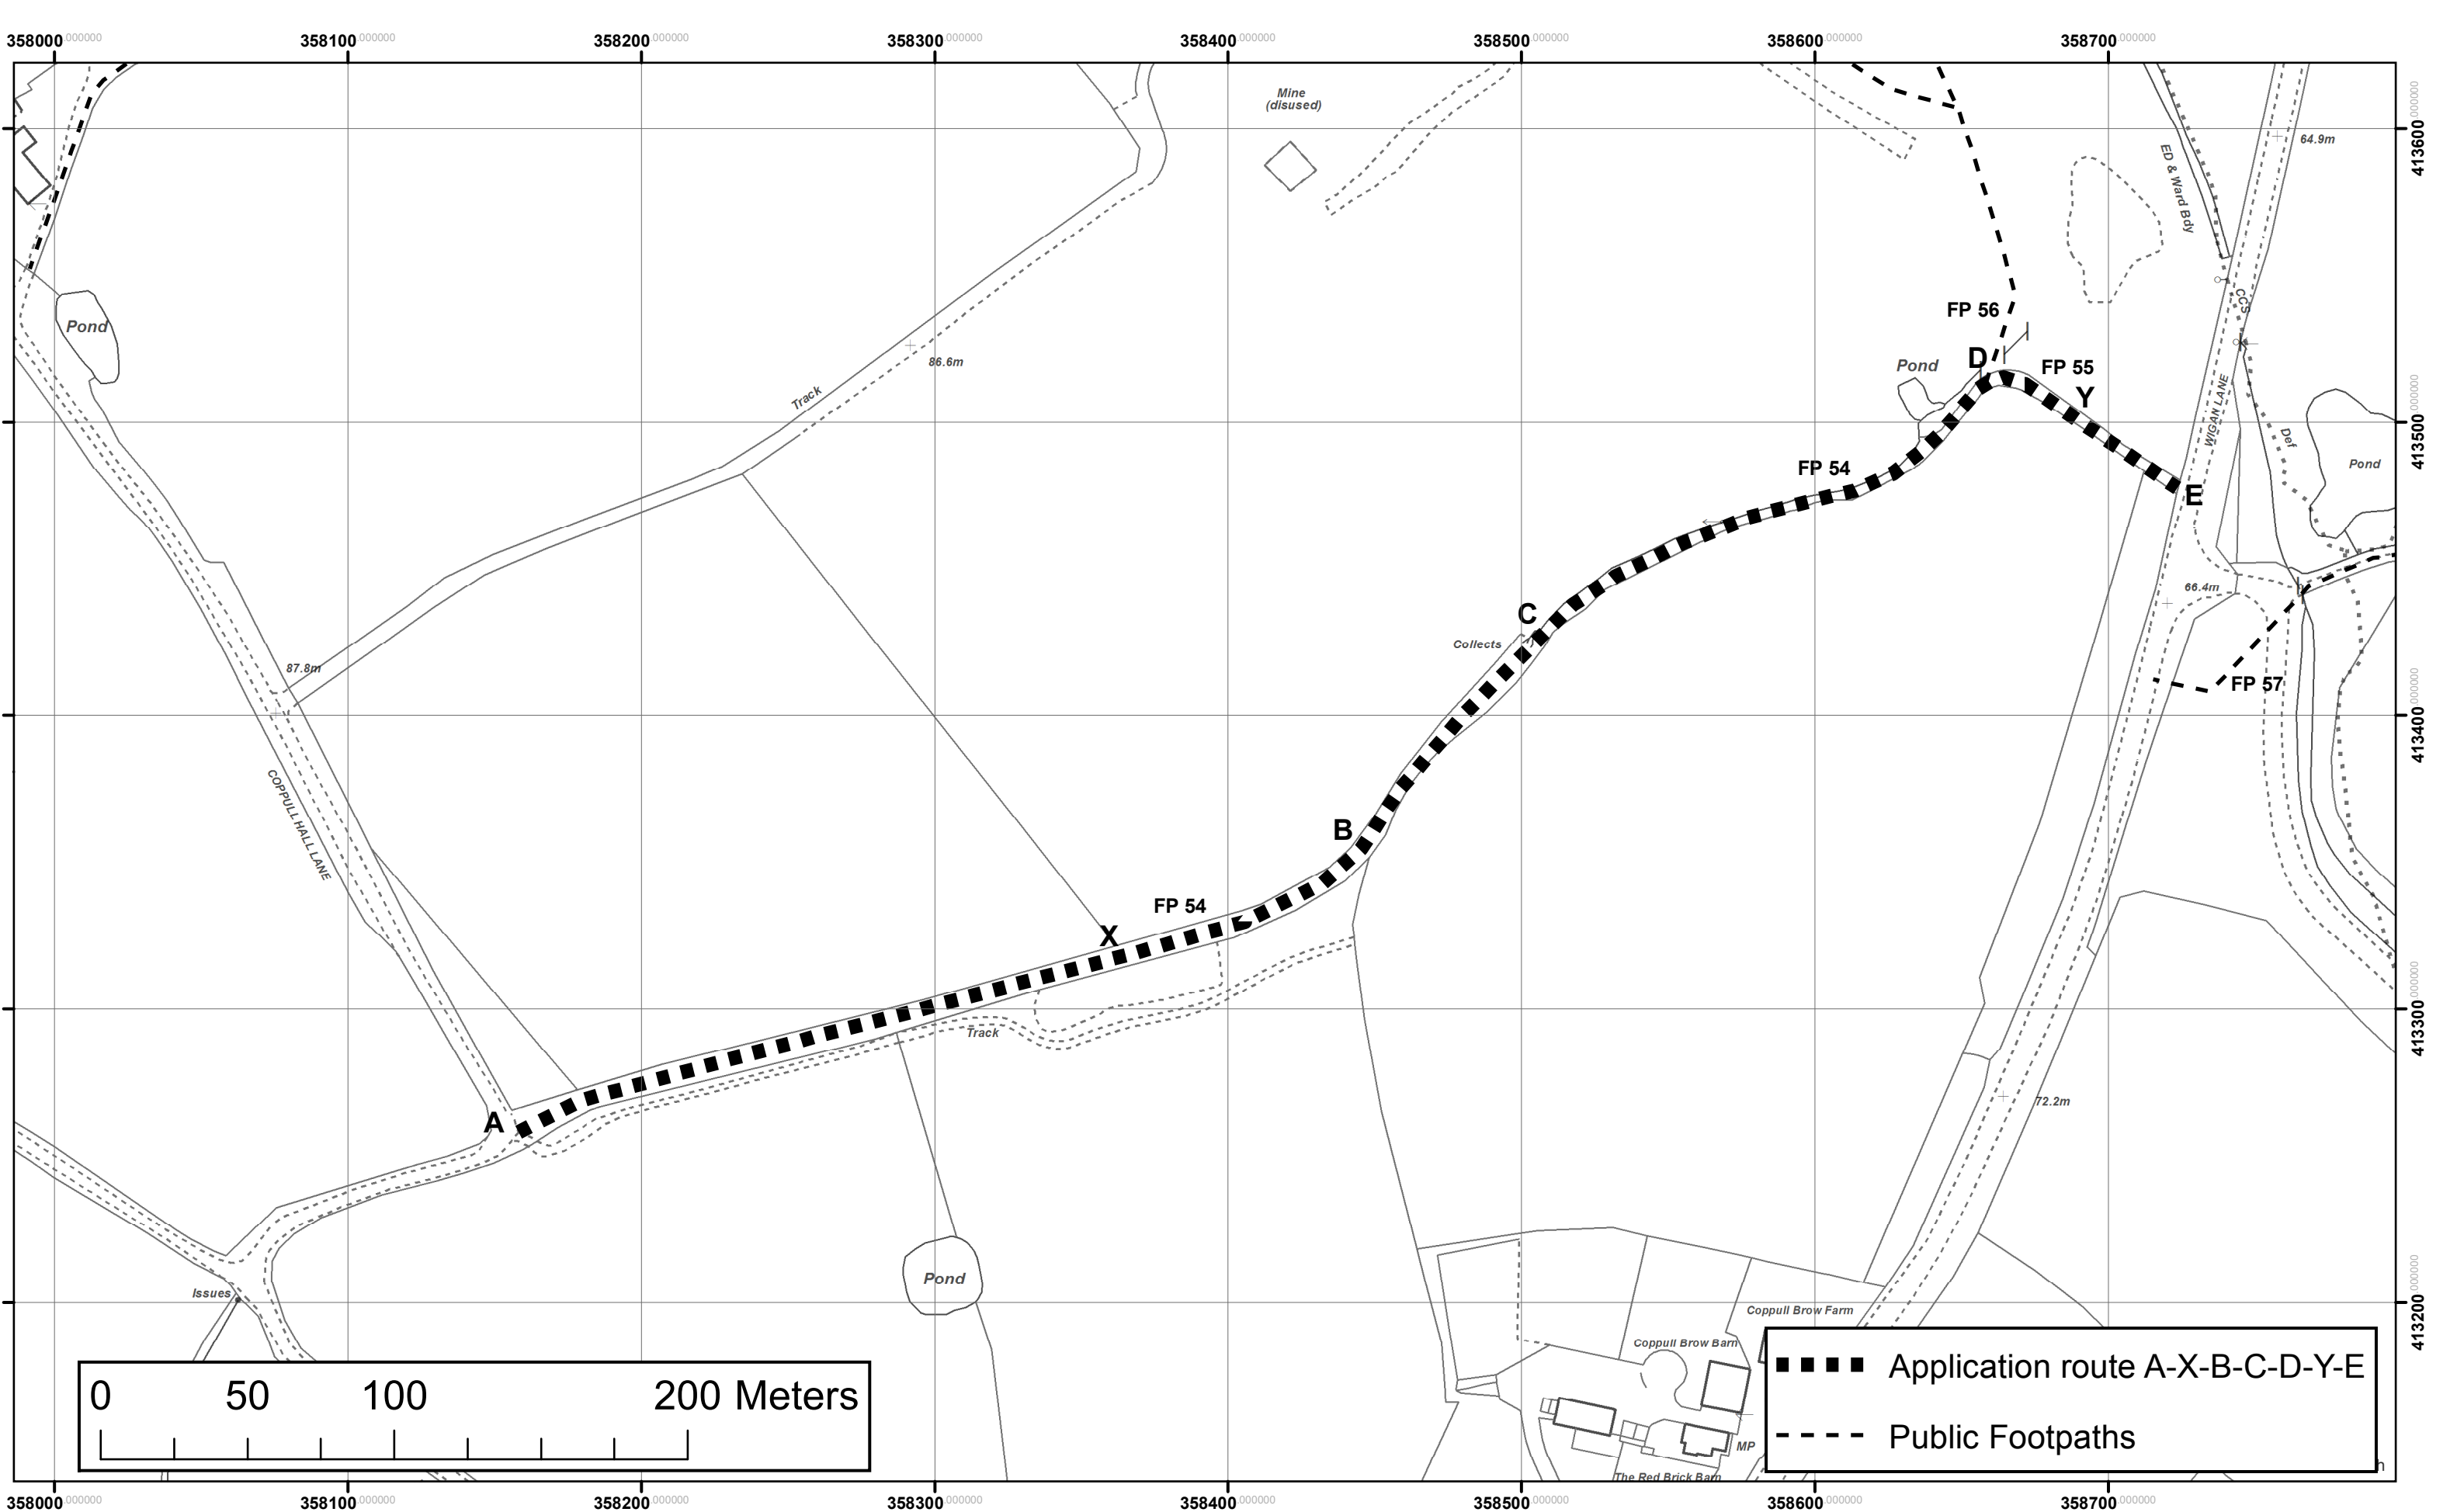 358000.000000 358100.000000 358200.000000 358300.000000 358400.000000 358500.000000 358600.000000 358700.000000
Mine
(disused)
413600.000000
64.9m
ED & Ward Bdy
CCS
Pond
FP 56
86.6m
D
Pond
FP 55
Y
Track
413500.000000
WIGAN LANE
Def
Pond
FP 54
E
66.4m
C
Collects
87.8m
FP 57
413400.000000
COPPULL HALL LANE
B
FP 54
X
413300.000000
Track
72.2m
A
Pond
Issues
413200.000000
Coppull Brow Farm
Coppull Brow Barn
MP
The Red Brick Barn
0 50 100 200 Meters
Application route A-X-B-C-D-Y-E
Public Footpaths
358000.000000 358100.000000 358200.000000 358300.000000 358400.000000 358500.000000 358600.000000 358700.000000